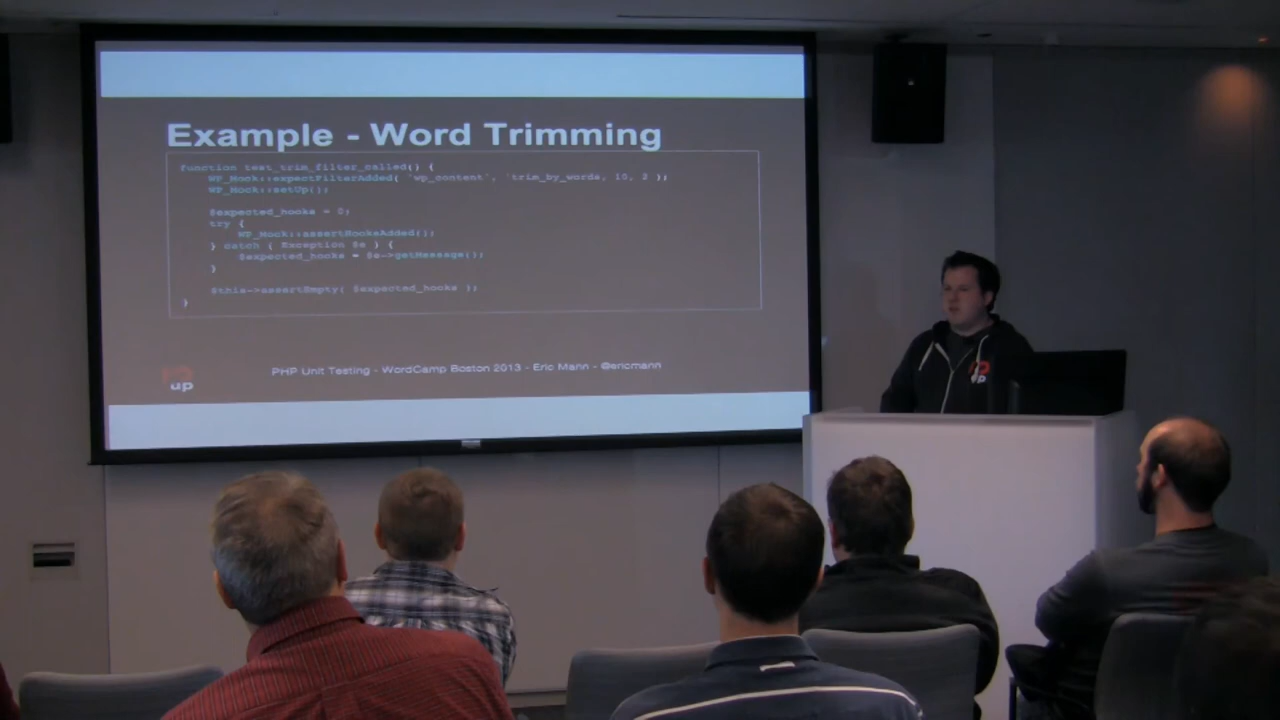 Example - Word Trimming
function test_trim_filter_called() {
WP_Mock::expectFilterAdded( 'wp_content', 'trim_by_words, 10, 2 );
WP_Mock::setUp();
$expected_hooks = 0;
try {
WP_Mock::assertHooksAdded();
} catch ( Exception $e ) {
$expected_hooks = $e->getMessage();
}
$this->assertEmpty( $expected_hooks );
}
up
PHP Unit Testing - WordCamp Boston 2013 - Eric Mann - @ericmann